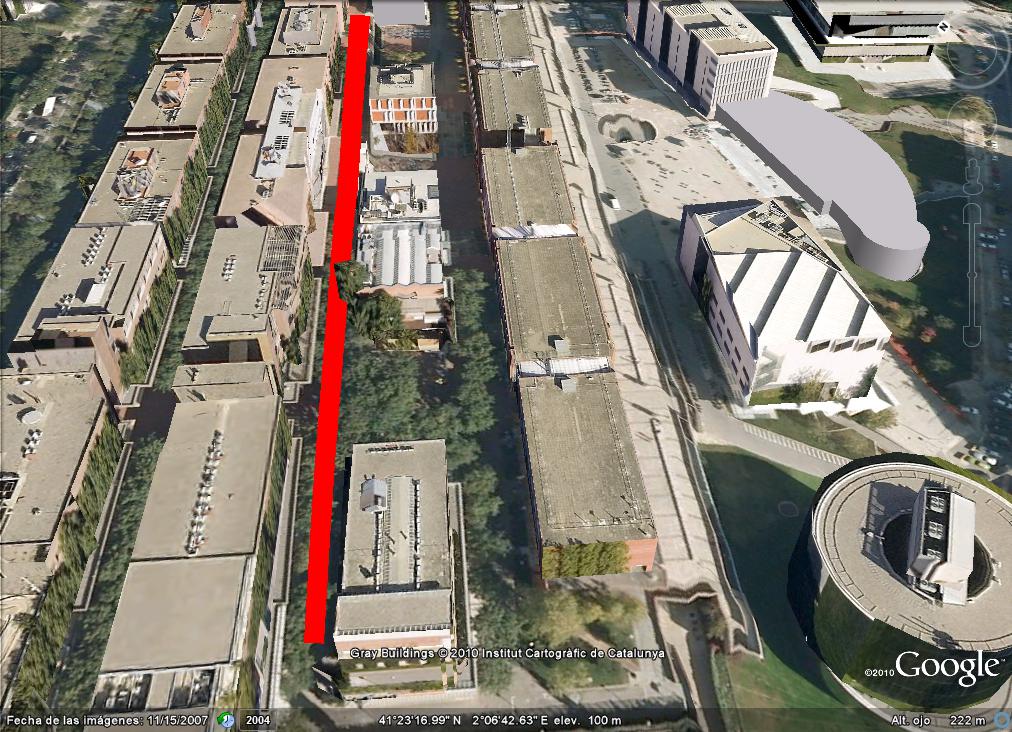 Gray Buildings © 2010 Institut Cartogràfic de Catalunya
©2010 Google™
Fecha de las imágenes: 11/15/2007 2004 41°23'16.99" N 2°06'42.63" E elev. 100 m Alt. ojo 222 m